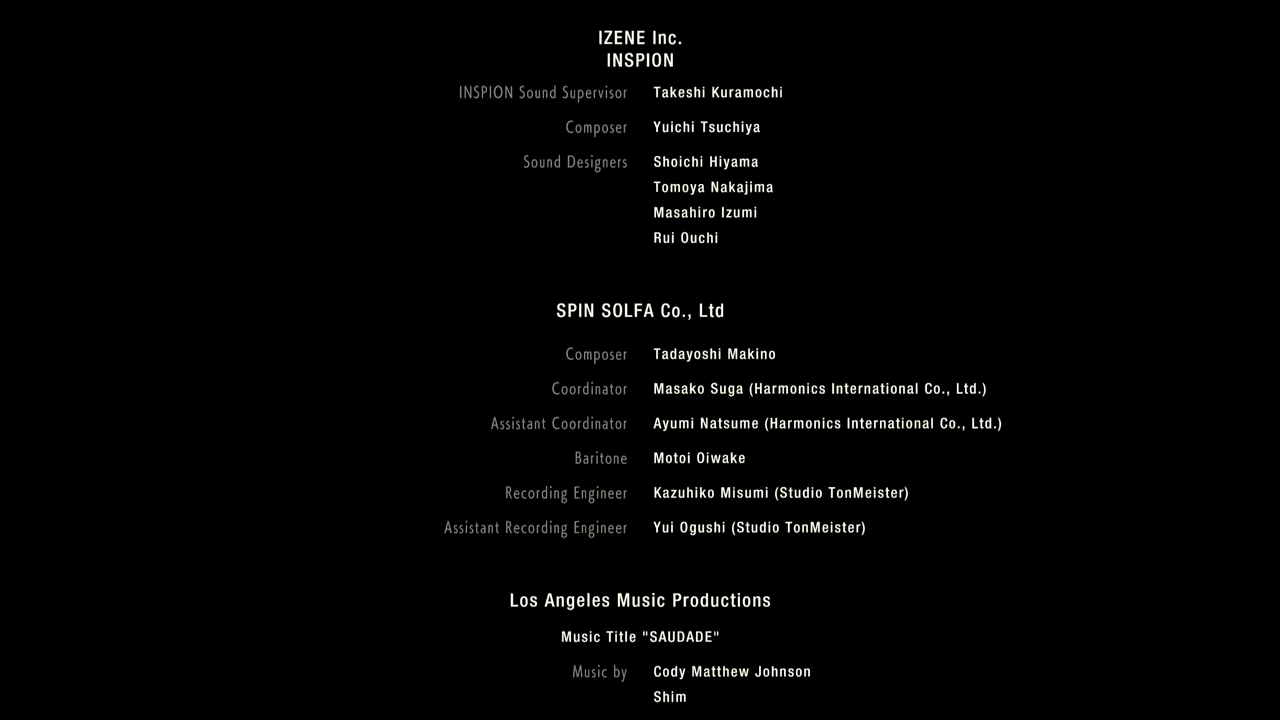 IZENE Inc.
INSPION
INSPION Sound Supervisor Takeshi Kuramochi
Composer Yuichi Tsuchiya
Sound Designers Shoichi Hiyama
Tomoya Nakajima
Masahiro Izumi
Rui Ouchi
SPIN SOLFA Co., Ltd
Composer Tadayoshi Makino
Coordinator Masako Suga (Harmonics International Co., Ltd.)
Assistant Coordinator Ayumi Natsume (Harmonics International Co., Ltd.)
Baritone Motoi Oiwake
Recording Engineer Kazuhiko Misumi (Studio TonMeister)
Assistant Recording Engineer Yui Ogushi (Studio TonMeister)
Los Angeles Music Productions
Music Title "SAUDADE"
Music by Cody Matthew Johnson
Shim